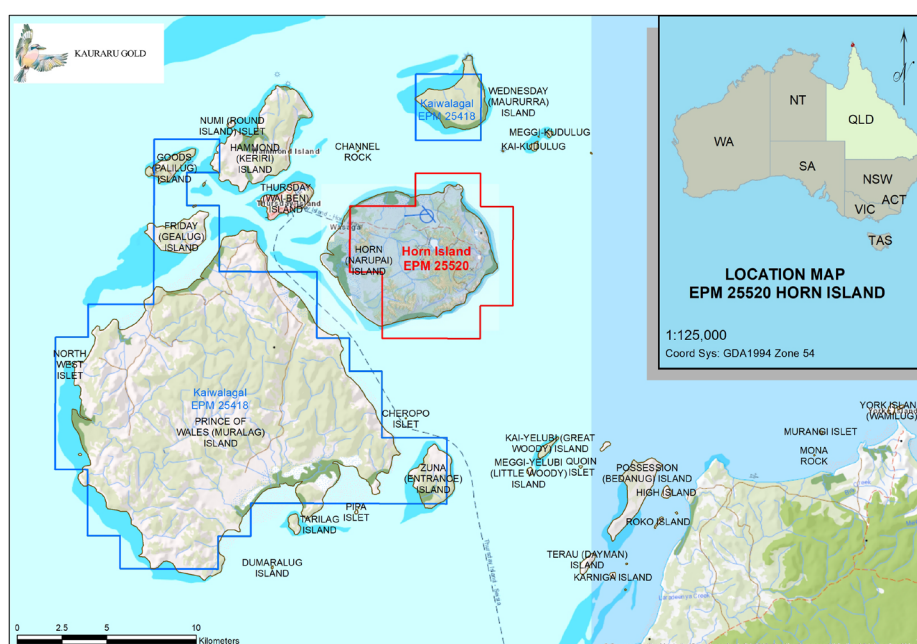 KAURARU GOLD
Kaiwalagal
EPM 25418
WEDNESDAY
(MAURURRA)
ISLAND
MEGGI-KUDULUG
KAI-KUDULUG
CHANNEL
ROCK
NUMI (ROUND
ISLAND) ISLET
HAMMOND
(KERIRI)
ISLAND
Hammond Island
GOODS
(PALILUG)
ISLAND
THURSDAY
(WAI-BEN)
ISLAND
Thursday Island
FRIDAY
(GEALUG)
ISLAND
Wasaga
HORN
(NARUPAI)
ISLAND
Horn Island
EPM 25520
NORTH
WEST
ISLET
Kaiwalagal
EPM 25418
PRINCE OF
WALES (MURALAG)
ISLAND
CHEROPO
ISLET
ZUNA
(ENTRANCE)
ISLAND
PIPA
ISLET
TARILAG
ISLAND
DUMARALUG
ISLAND
KAI-YELUBI (GREAT
WOODY) ISLAND
MEGGI-YELUBI
(LITTLE WOODY)
ISLAND
QUOIN
ISLET
POSSESSION
(BEDANUG) ISLAND
HIGH ISLAND
ROKO ISLAND
TERAU (DAYMAN)
ISLAND
KARNIGA ISLAND
YORK ISLAN
(WAMILUG)
MURANGI ISLET
MONA
ROCK
WA
NT
QLD
SA
NSW
ACT
VIC
TAS
N
LOCATION MAP
EPM 25520 HORN ISLAND
1:125,000
Coord Sys: GDA1994 Zone 54
0 2.5 5 10
Kilometers